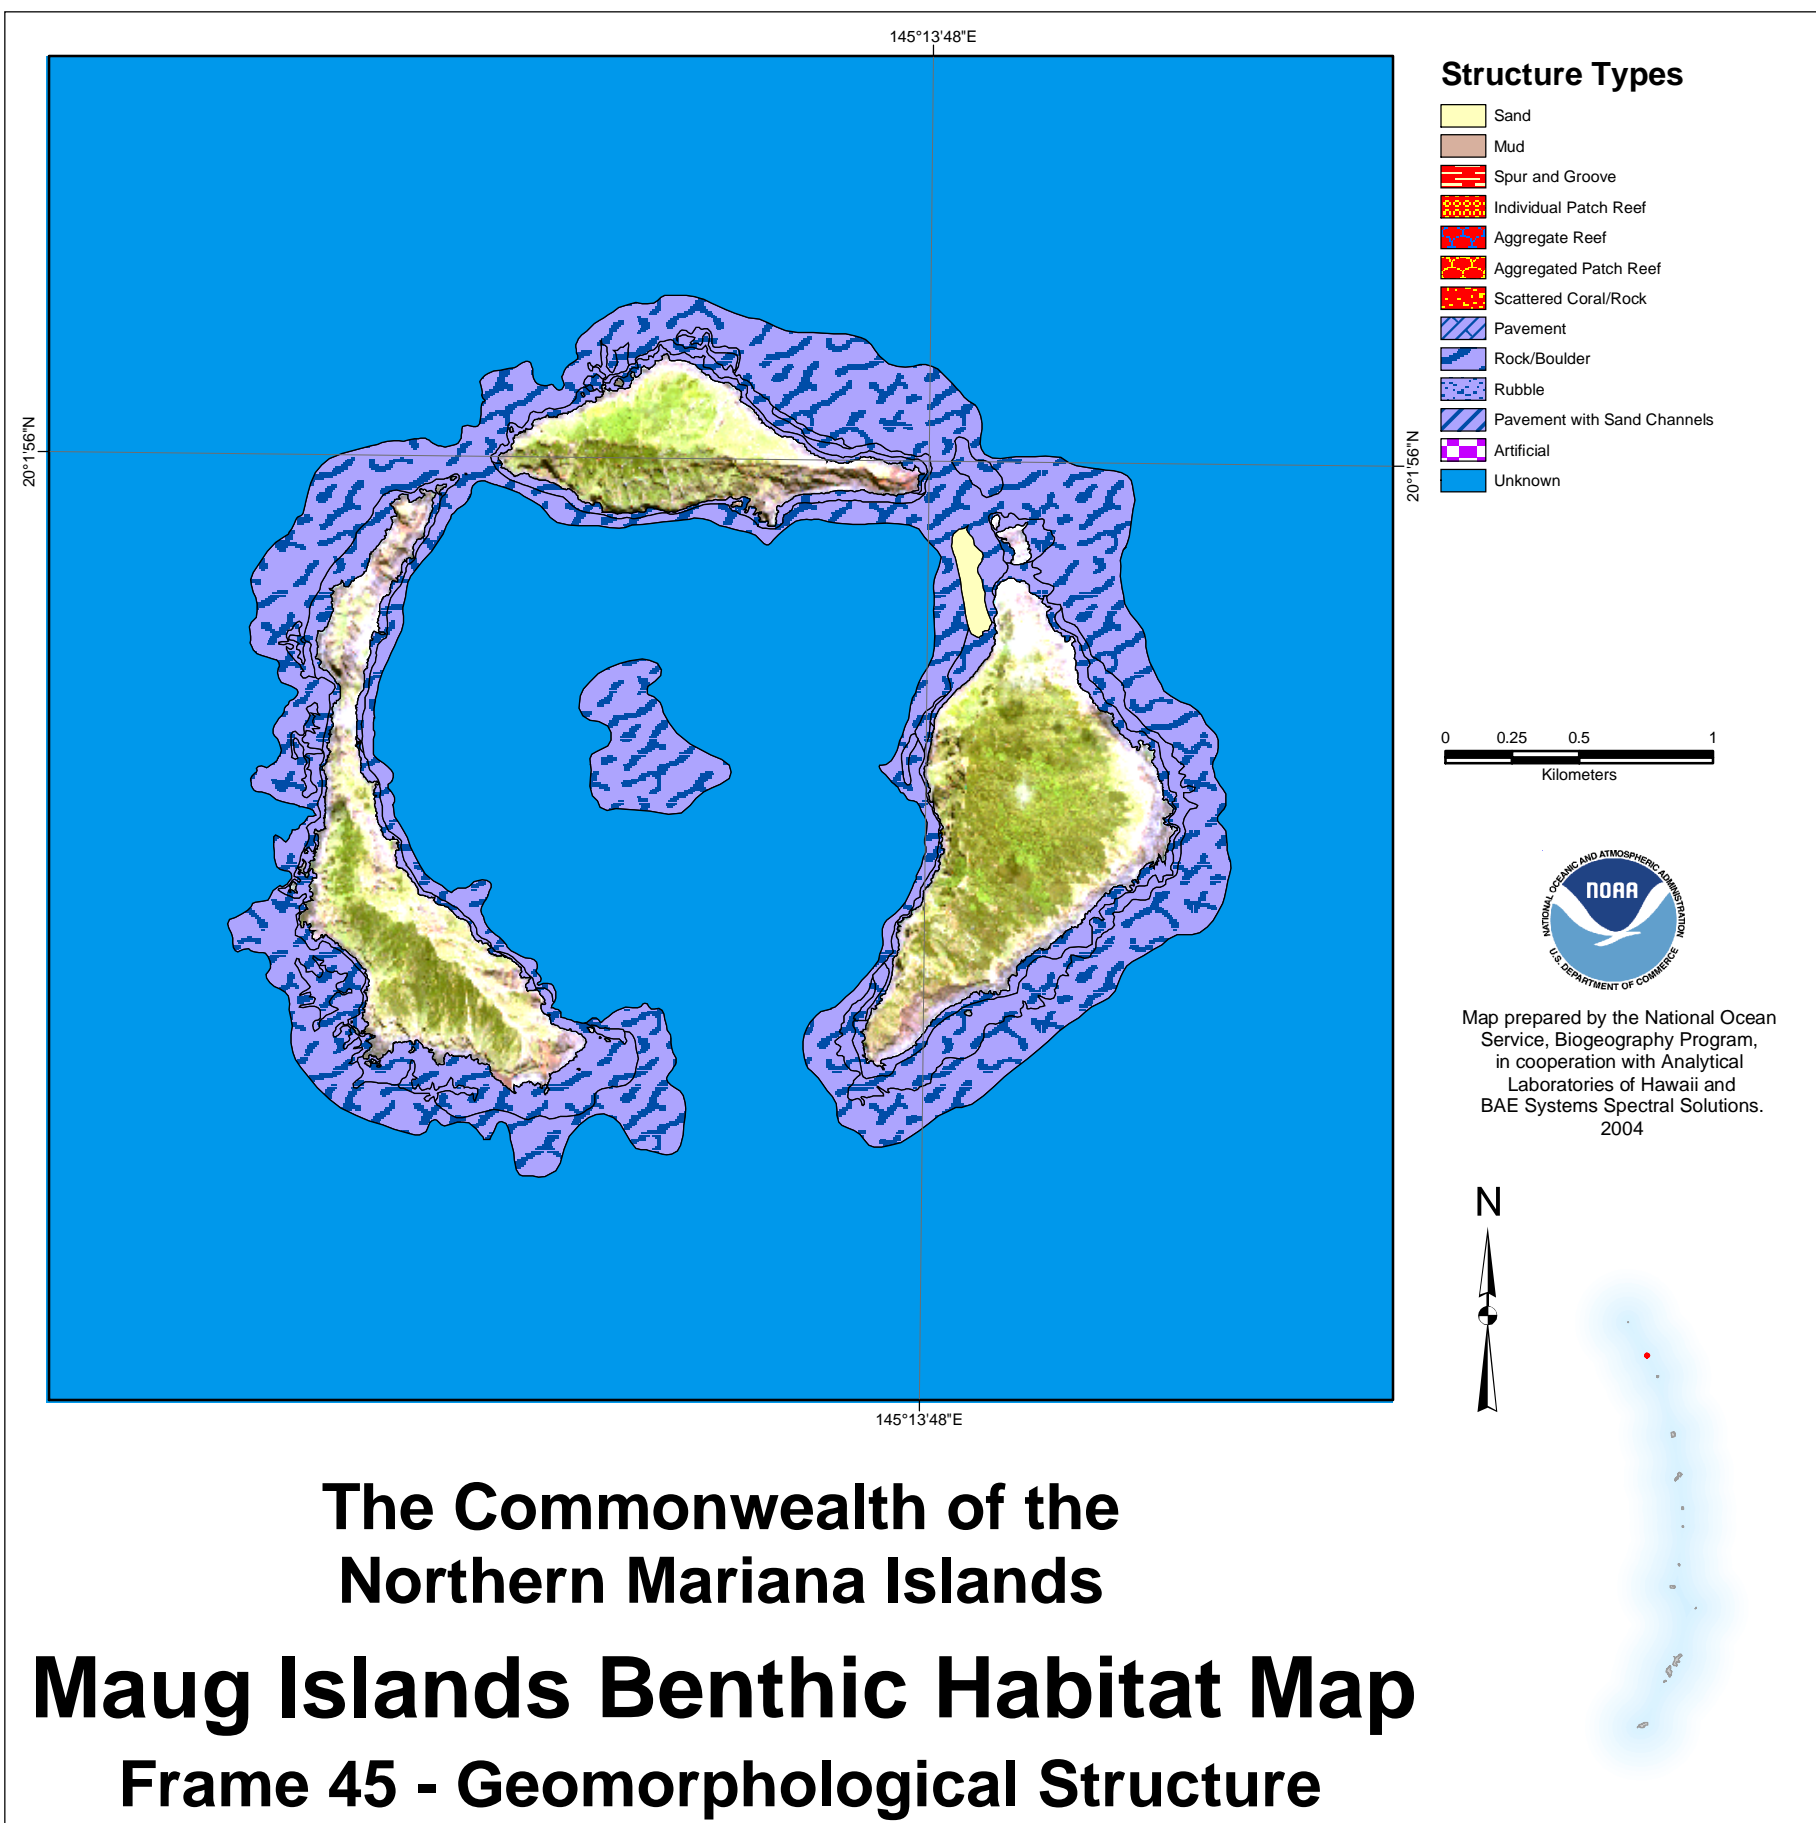 145°13'48"E
20°1'56"N
20°1'56"N
145°13'48"E
Structure Types
Sand
Mud
Spur and Groove
Individual Patch Reef
Aggregate Reef
Aggregated Patch Reef
Scattered Coral/Rock
Pavement
Rock/Boulder
Rubble
Pavement with Sand Channels
Artificial
Unknown
0 0.25 0.5 1
Kilometers
NATIONAL OCEANIC AND ATMOSPHERIC ADMINISTRATION
NOAA
U.S. DEPARTMENT OF COMMERCE
Map prepared by the National Ocean
Service, Biogeography Program,
in cooperation with Analytical
Laboratories of Hawaii and
BAE Systems Spectral Solutions.
2004
N
The Commonwealth of the
Northern Mariana Islands
Maug Islands Benthic Habitat Map
Frame 45 - Geomorphological Structure